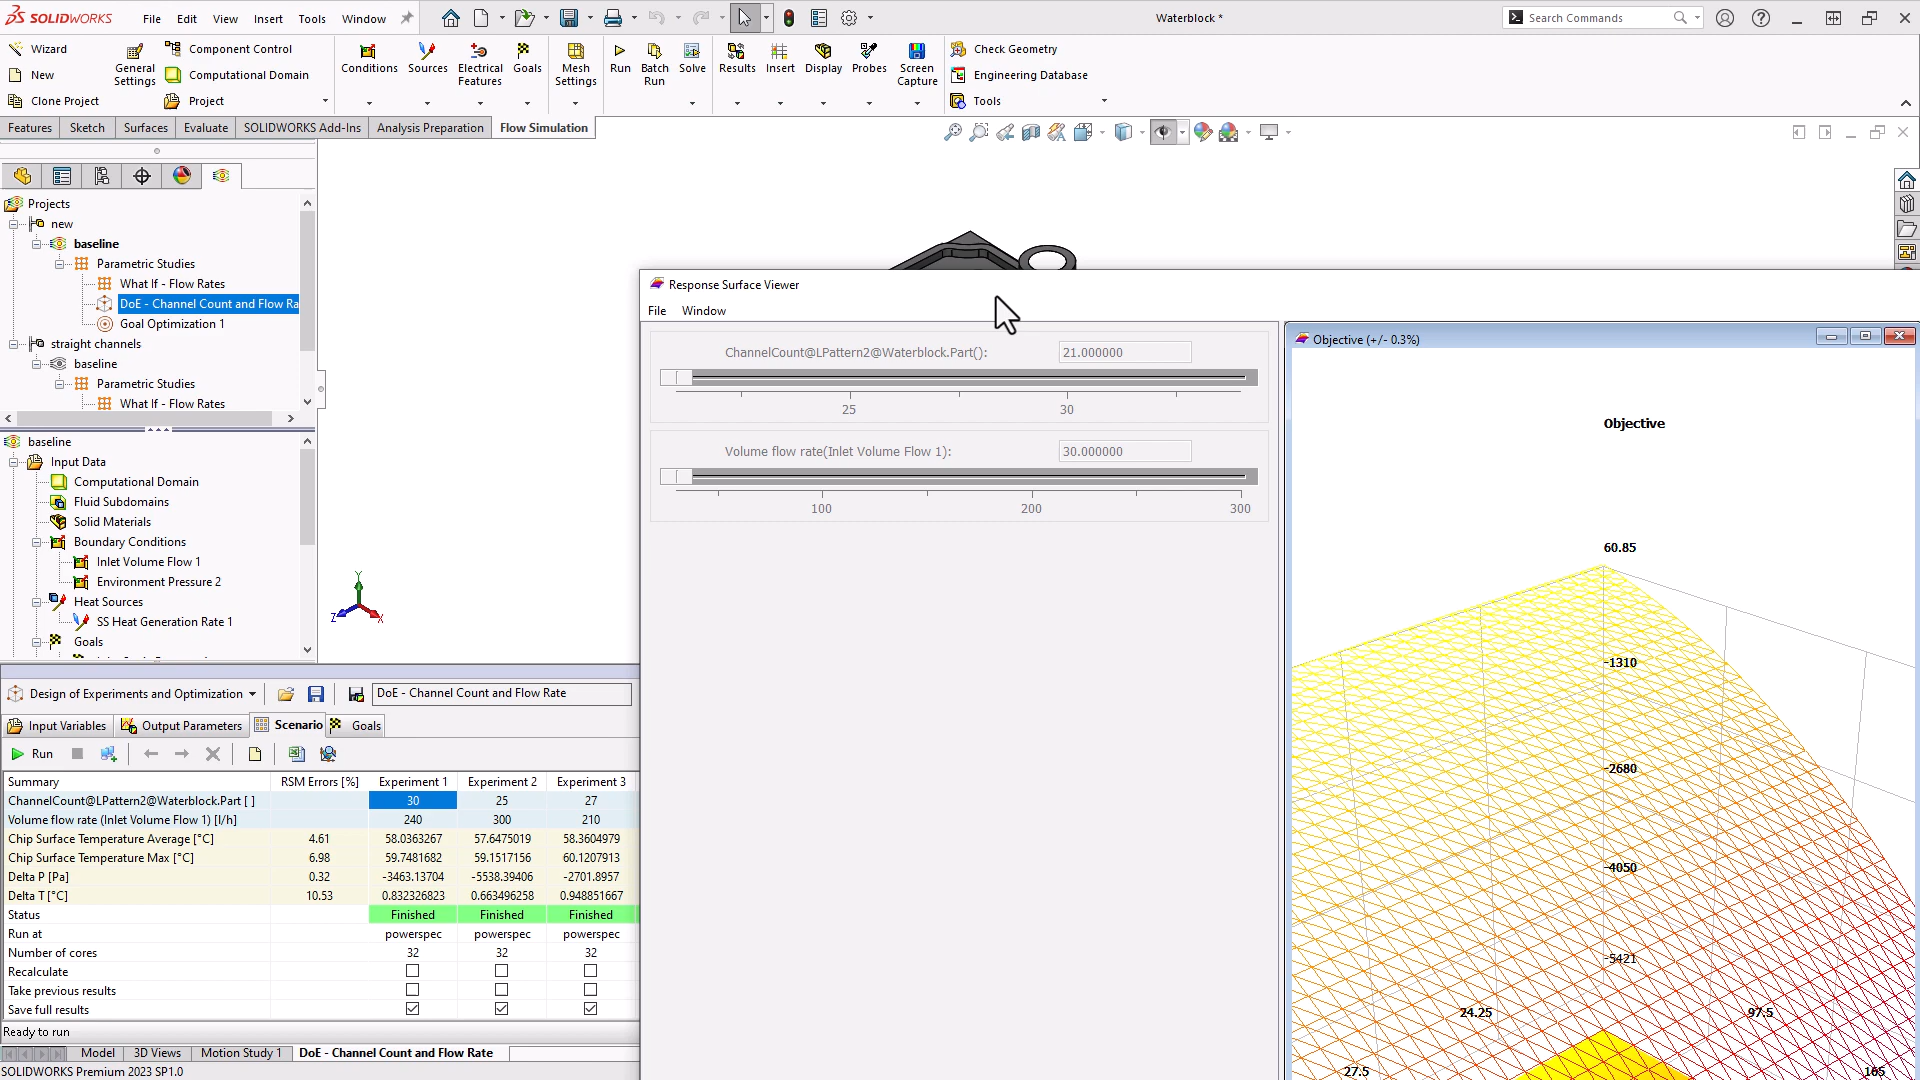 SOLIDWORKS File Edit View Insert Tools Window Waterblock * Search Commands
Wizard
New
Clone Project
General Settings
Component Control
Computational Domain
Project
Conditions
Sources
Electrical Features
Goals
Mesh Settings
Run
Batch Run
Solve
Results
Insert
Display
Probes
Screen Capture
Check Geometry
Engineering Database
Tools
Features Sketch Surfaces Evaluate SOLIDWORKS Add-Ins Analysis Preparation Flow Simulation
Projects
new
baseline
Parametric Studies
What If - Flow Rates
DoE - Channel Count and Flow Ra
Goal Optimization 1
straight channels
baseline
Parametric Studies
What If - Flow Rates
baseline
Input Data
Computational Domain
Fluid Subdomains
Solid Materials
Boundary Conditions
Inlet Volume Flow 1
Environment Pressure 2
Heat Sources
SS Heat Generation Rate 1
Goals
Y
Z X
Response Surface Viewer
File Window
ChannelCount@LPattern2@Waterblock.Part(): 21.000000
25 30
Volume flow rate(Inlet Volume Flow 1): 30.000000
100 200 300
Objective (+/- 0.3%)
Objective
60.85
-1310
-2680
-4050
-5421
24.25 97.5
27.5 165
Design of Experiments and Optimization DoE - Channel Count and Flow Rate
Input Variables Output Parameters Scenario Goals
Run
Summary RSM Errors [%] Experiment 1 Experiment 2 Experiment 3
ChannelCount@LPattern2@Waterblock.Part [ ] 30 25 27
Volume flow rate (Inlet Volume Flow 1) [l/h] 240 300 210
Chip Surface Temperature Average [°C] 4.61 58.0363267 57.6475019 58.3604979
Chip Surface Temperature Max [°C] 6.98 59.7481682 59.1517156 60.1207913
Delta P [Pa] 0.32 -3463.13704 -5538.39406 -2701.8957
Delta T [°C] 10.53 0.832326823 0.663496258 0.948851667
Status Finished Finished Finished
Run at powerspec powerspec powerspec
Number of cores 32 32 32
Recalculate
Take previous results
Save full results
Ready to run
Model 3D Views Motion Study 1 DoE - Channel Count and Flow Rate
SOLIDWORKS Premium 2023 SP1.0